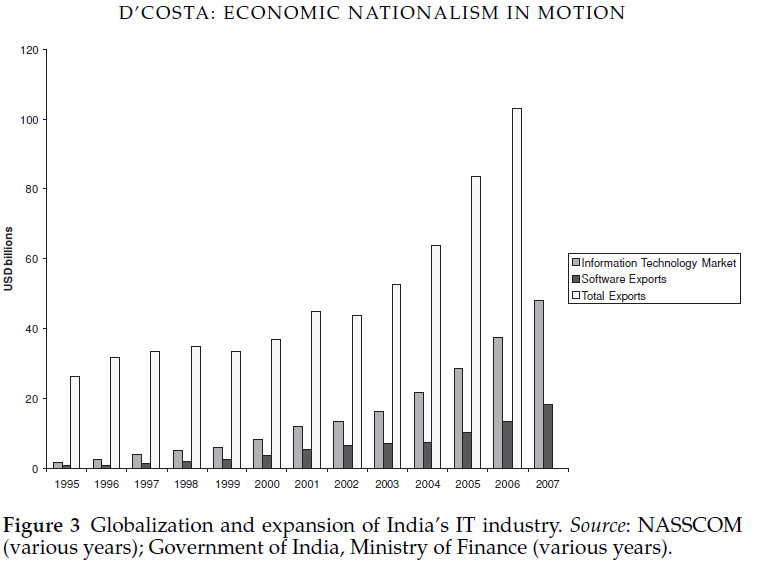 D'COSTA: ECONOMIC NATIONALISM IN MOTION
120
100
80
60
40
20
0
USD billions
1995 1996 1997 1998 1999 2000 2001 2002 2003 2004 2005 2006 2007
Information Technology Market
Software Exports
Total Exports
Figure 3 Globalization and expansion of India's IT industry. Source: NASSCOM
(various years); Government of India, Ministry of Finance (various years).